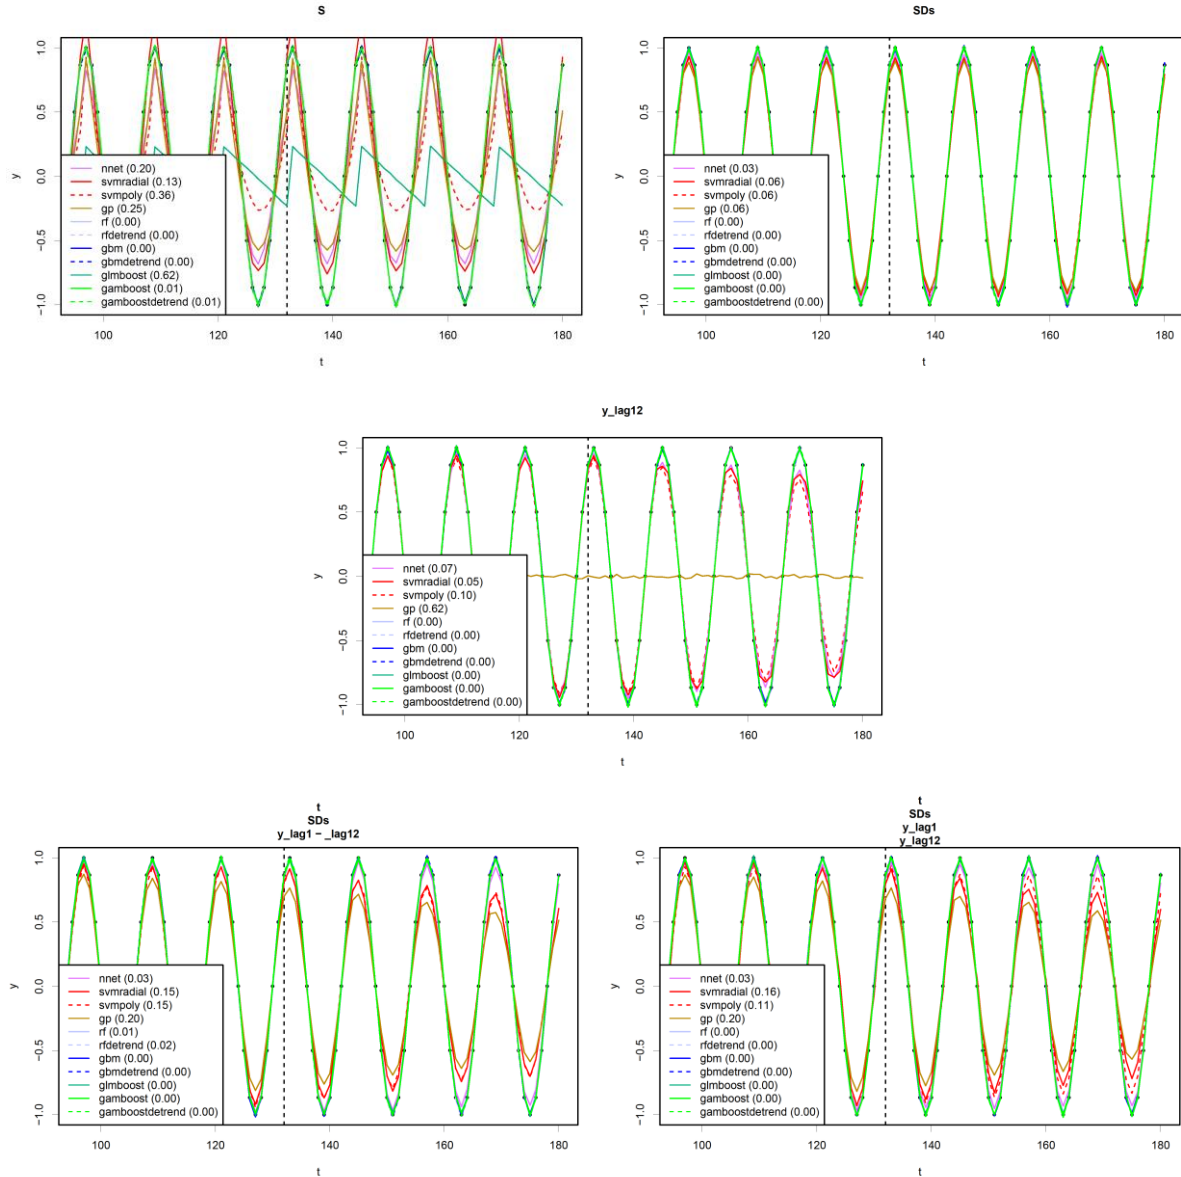 S
1.0
0.5
0.0
−0.5
−1.0
y
nnet (0.20)
svmradial (0.13)
svmpoly (0.36)
gp (0.25)
rf (0.00)
rfdetrend (0.00)
gbm (0.00)
gbmdetrend (0.00)
glmboost (0.62)
gamboost (0.01)
gamboostdetrend (0.01)
100 120 140 160 180
t
SDs
1.0
0.5
0.0
−0.5
−1.0
y
nnet (0.03)
svmradial (0.06)
svmpoly (0.06)
gp (0.06)
rf (0.00)
rfdetrend (0.00)
gbm (0.00)
gbmdetrend (0.00)
glmboost (0.00)
gamboost (0.00)
gamboostdetrend (0.00)
100 120 140 160 180
t
y_lag12
1.0
0.5
0.0
−0.5
−1.0
y
nnet (0.07)
svmradial (0.05)
svmpoly (0.10)
gp (0.62)
rf (0.00)
rfdetrend (0.00)
gbm (0.00)
gbmdetrend (0.00)
glmboost (0.00)
gamboost (0.00)
gamboostdetrend (0.00)
100 120 140 160 180
t
t
SDs
y_lag1 − _lag12
1.0
0.5
0.0
−0.5
−1.0
y
nnet (0.03)
svmradial (0.15)
svmpoly (0.15)
gp (0.20)
rf (0.01)
rfdetrend (0.02)
gbm (0.00)
gbmdetrend (0.00)
glmboost (0.00)
gamboost (0.00)
gamboostdetrend (0.00)
100 120 140 160 180
t
t
SDs
y_lag1
y_lag12
1.0
0.5
0.0
−0.5
−1.0
y
nnet (0.03)
svmradial (0.16)
svmpoly (0.11)
gp (0.20)
rf (0.00)
rfdetrend (0.00)
gbm (0.00)
gbmdetrend (0.00)
glmboost (0.00)
gamboost (0.00)
gamboostdetrend (0.00)
100 120 140 160 180
t